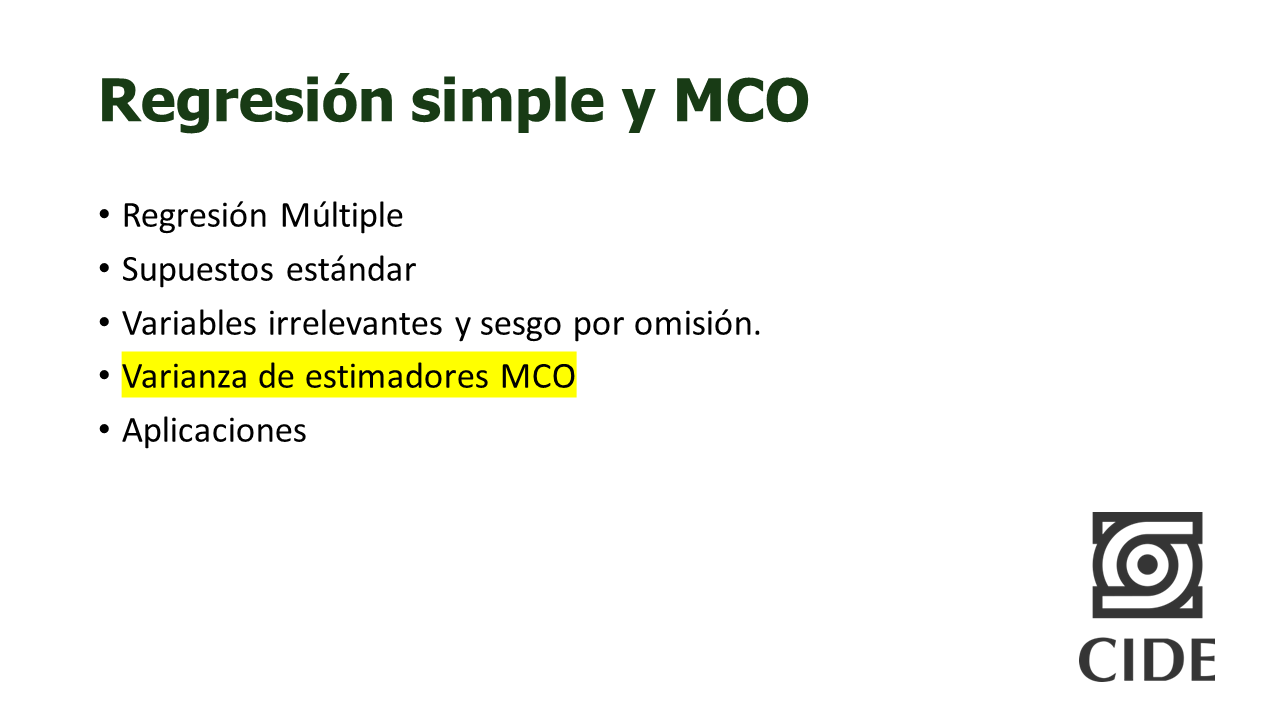 Regresión simple y MCO
• Regresión Múltiple
• Supuestos estándar
• Variables irrelevantes y sesgo por omisión.
• Varianza de estimadores MCO
• Aplicaciones
CIDE